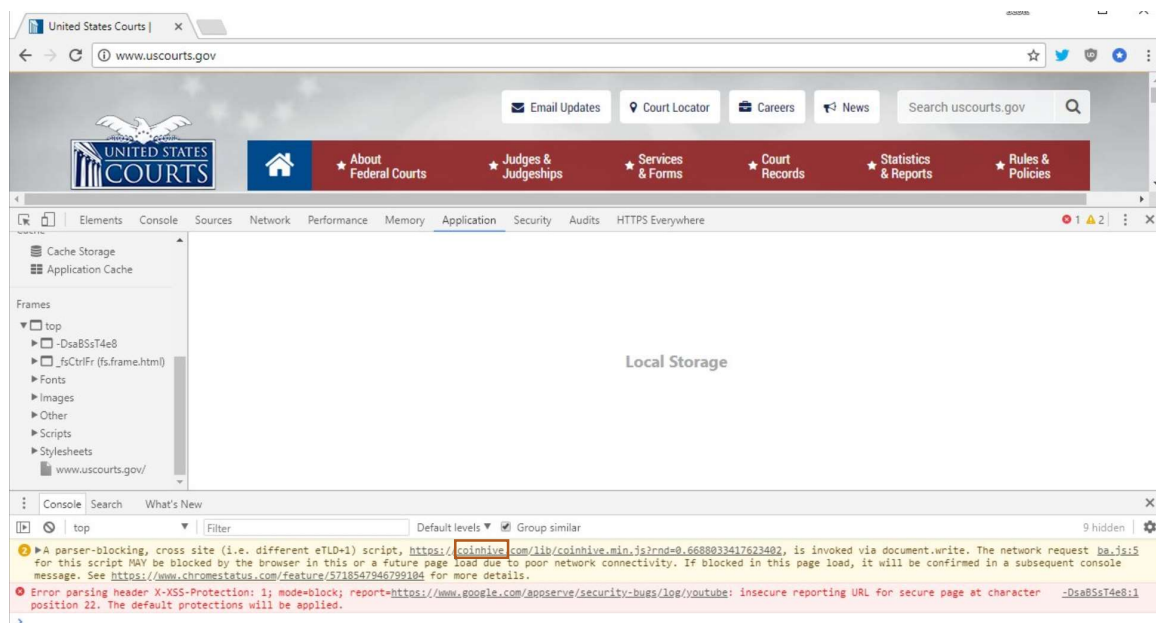 United States Courts |
www.uscourts.gov
Email Updates
Court Locator
Careers
News
Search uscourts.gov
UNITED STATES
COURTS
About
Federal Courts
Judges &
Judgeships
Services
& Forms
Court
Records
Statistics
& Reports
Rules &
Policies
Elements Console Sources Network Performance Memory Application Security Audits HTTPS Everywhere 1 2
Cache Storage
Application Cache
Frames
top
-DsaBSsT4e8
_fsCtrlFr (fs.frame.html)
Fonts
Images
Other
Scripts
Stylesheets
www.uscourts.gov/
Local Storage
Console Search What's New
top Filter Default levels Group similar 9 hidden
2 A parser-blocking, cross site (i.e. different eTLD+1) script, https://coinhive.com/lib/coinhive.min.js?rnd=0.6688033417623402, is invoked via document.write. The network request ba.js:5
for this script MAY be blocked by the browser in this or a future page load due to poor network connectivity. If blocked in this page load, it will be confirmed in a subsequent console
message. See https://www.chromestatus.com/feature/5718547946799104 for more details.
Error parsing header X-XSS-Protection: 1; mode=block; report=https://www.google.com/appserve/security-bugs/log/youtube: insecure reporting URL for secure page at character -DsaBSsT4e8:1
position 22. The default protections will be applied.